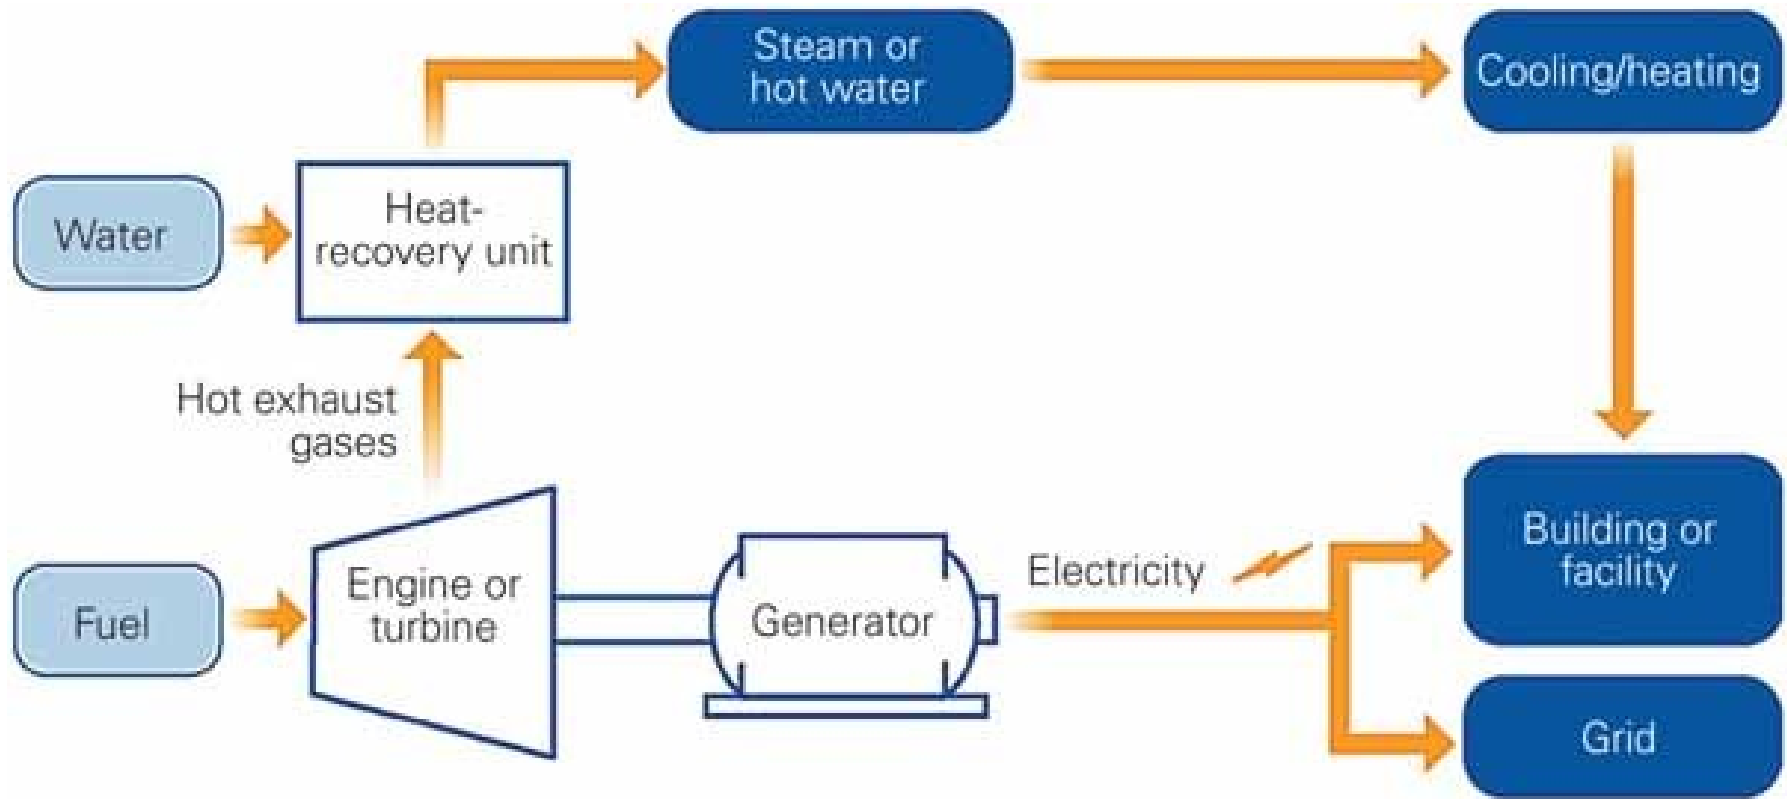 Steam or
hot water
Cooling/heating
Water
Heat-
recovery unit
Hot exhaust
gases
Fuel
Engine or
turbine
Generator
Electricity
Building or
facility
Grid